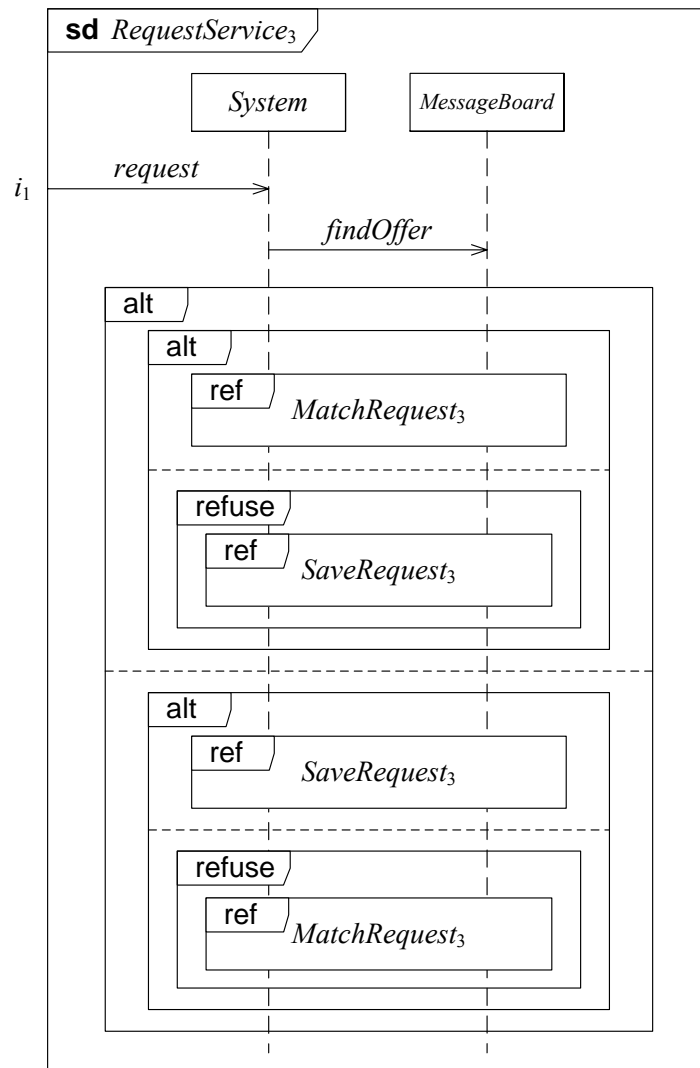 sd RequestService₃
System
MessageBoard
request
i₁
findOffer
alt
alt
ref
MatchRequest₃
refuse
ref
SaveRequest₃
alt
ref
SaveRequest₃
refuse
ref
MatchRequest₃